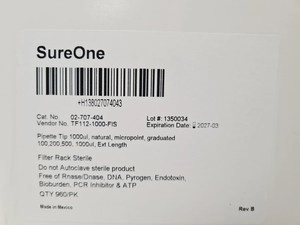 SureOne
+H138027074043
Cat. No. 02-707-404 Lot #: 1350034
Vendor No. TF112-1000-FIS Expiration Date: 2027-03
Pipette Tip 1000ul, natural, micropoint, graduated
100,200,500, 1000ul, Ext Length
Filter Rack Sterile
Do not Autoclave sterile product
Free of Rnase/Dnase, DNA, Pyrogen, Endotoxin,
Bioburden, PCR Inhibitor & ATP
QTY 960/PK
Made in Mexico Rev B